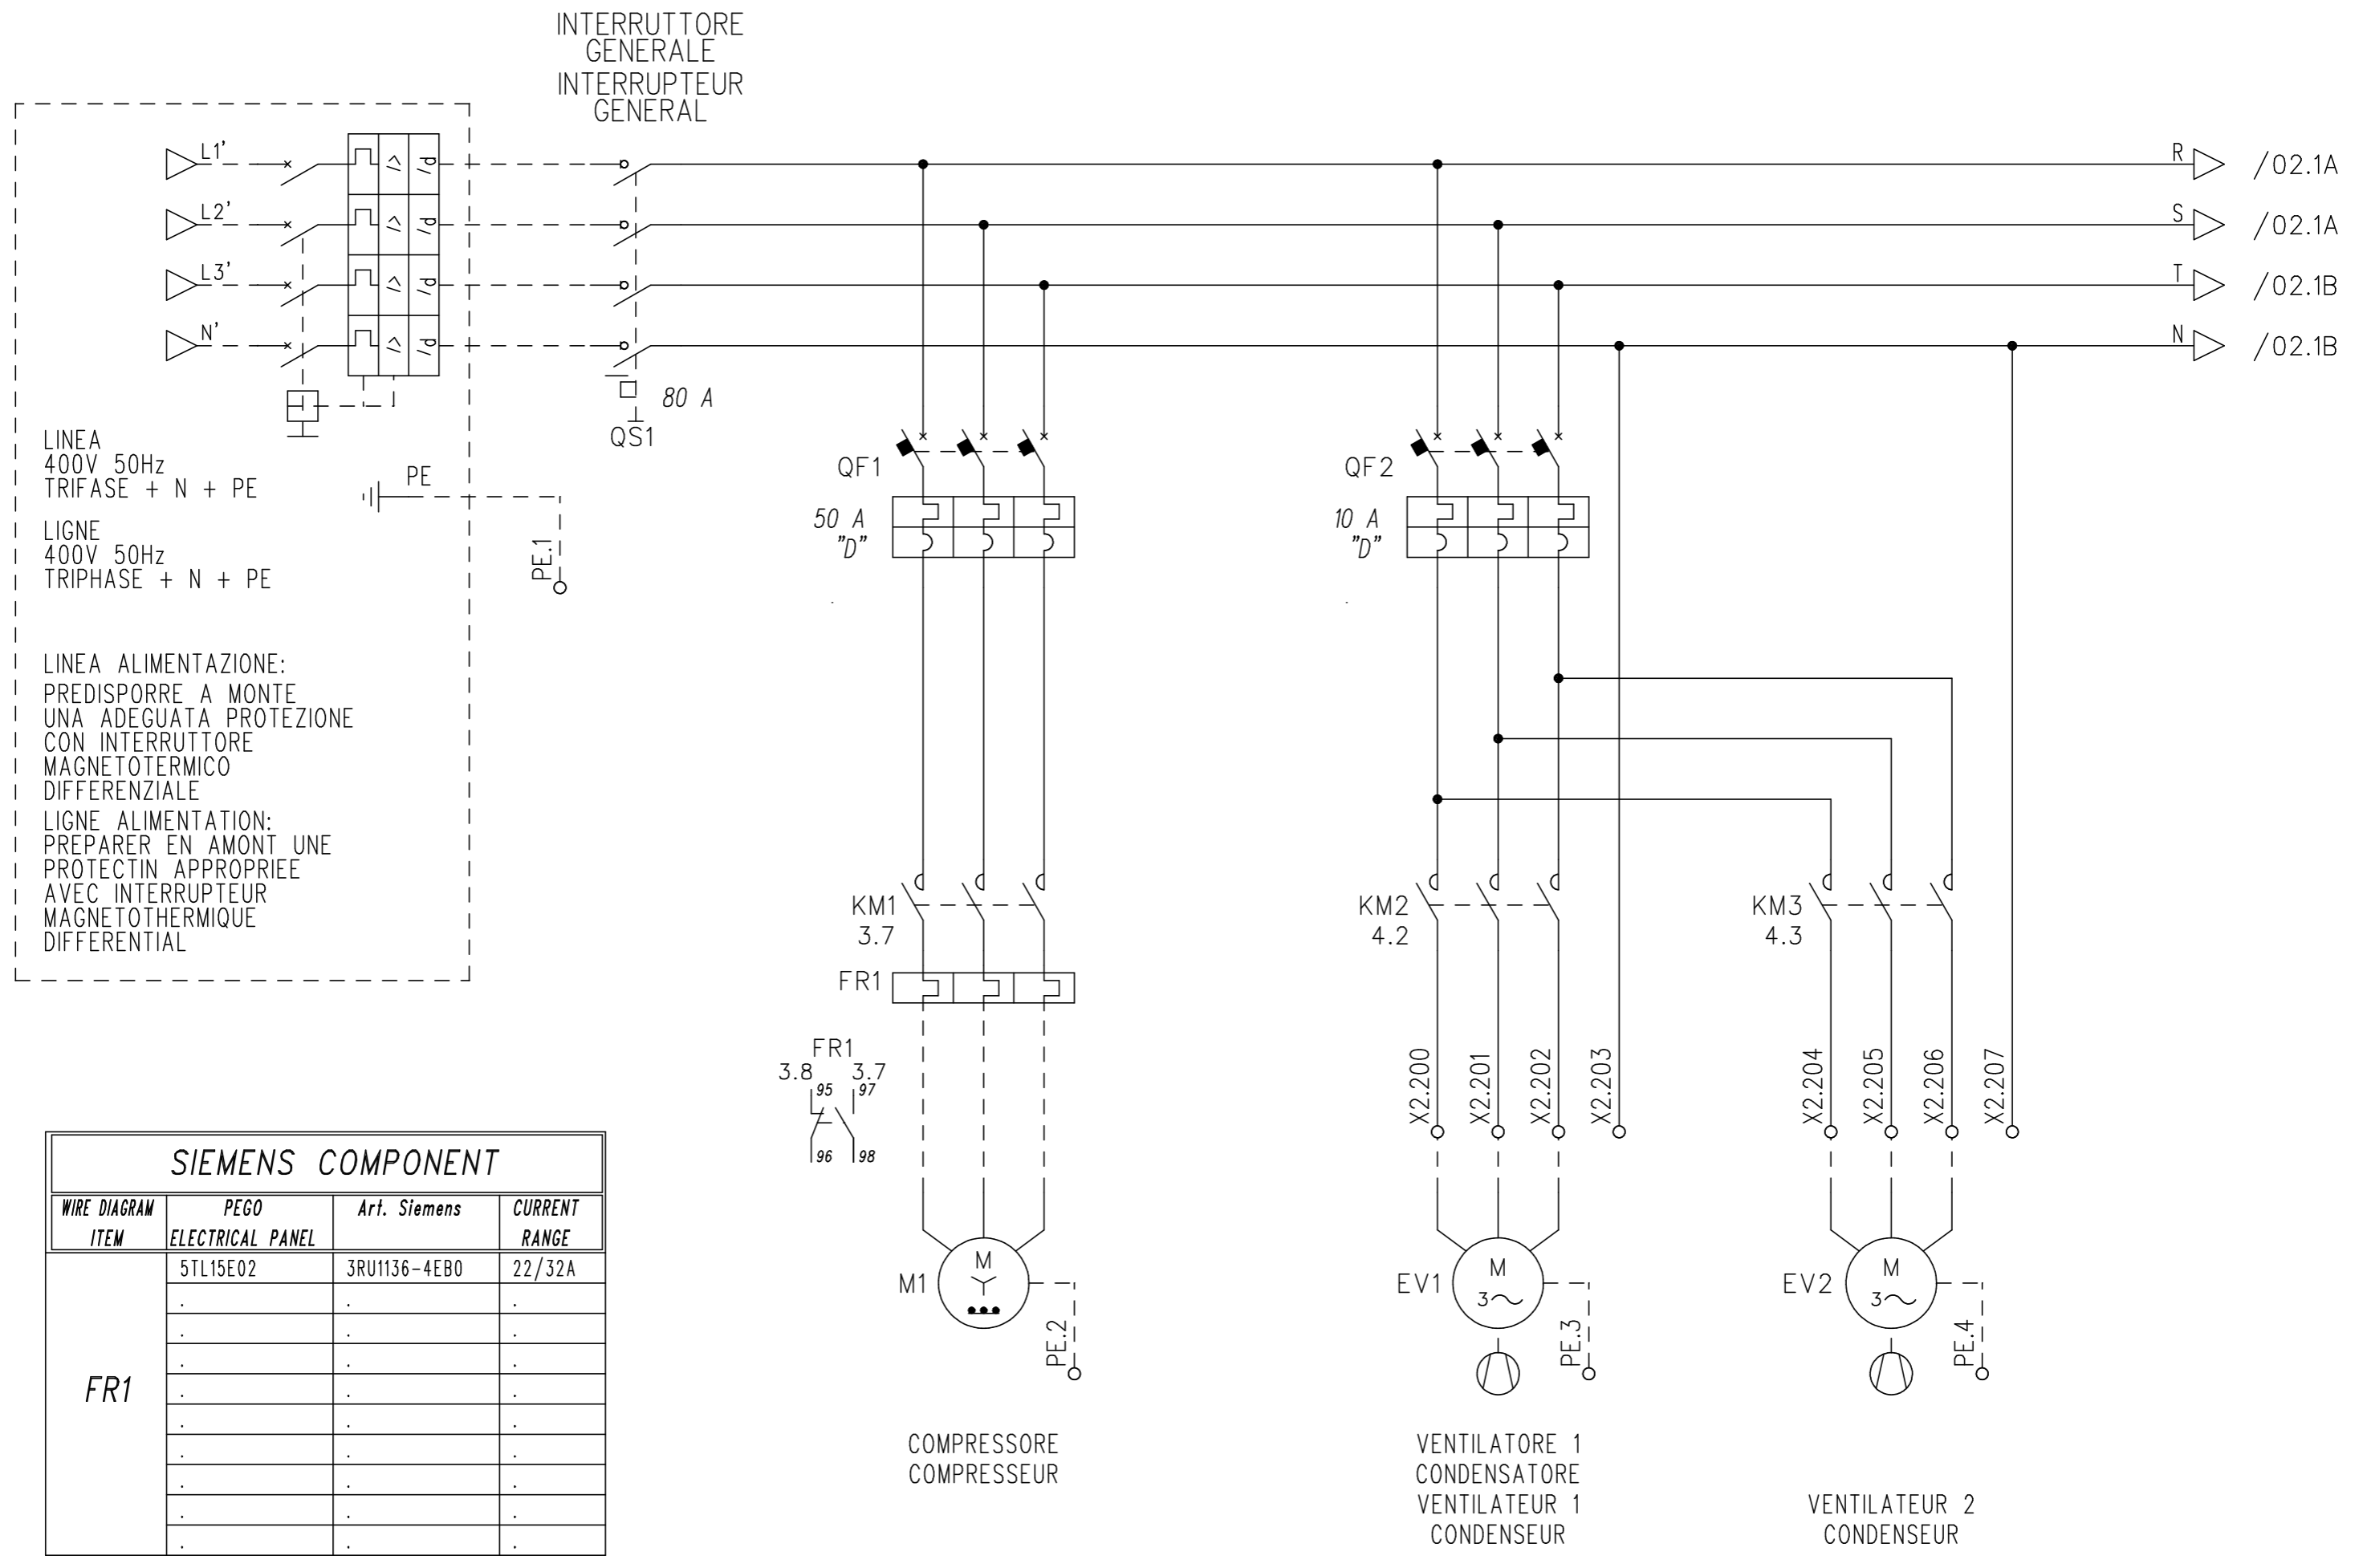 INTERRUTTORE
GENERALE
INTERRUPTEUR
GENERAL
L1'
L2'
L3'
N'
R
/02.1A
S
/02.1A
T
/02.1B
N
/02.1B
80 A
QS1
LINEA
400V 50Hz
TRIFASE + N + PE
LIGNE
400V 50Hz
TRIPHASE + N + PE
PE
PE.1
LINEA ALIMENTAZIONE:
PREDISPORRE A MONTE
UNA ADEGUATA PROTEZIONE
CON INTERRUTTORE
MAGNETOTERMICO
DIFFERENZIALE
LIGNE ALIMENTATION:
PREPARER EN AMONT UNE
PROTECTIN APPROPRIEE
AVEC INTERRUPTEUR
MAGNETOTHERMIQUE
DIFFERENTIAL
QF1
50 A
"D"
QF2
10 A
"D"
KM1
3.7
KM2
4.2
KM3
4.3
FR1
FR1
3.8 3.7
95 97
96 98
X2.200
X2.201
X2.202
X2.203
X2.204
X2.205
X2.206
X2.207
M1
M
PE.2
EV1
M
3
PE.3
EV2
M
3
PE.4
COMPRESSORE
COMPRESSEUR
VENTILATORE 1
CONDENSATORE
VENTILATEUR 1
CONDENSEUR
VENTILATEUR 2
CONDENSEUR
SIEMENS COMPONENT
WIRE DIAGRAM ITEM
PEGO ELECTRICAL PANEL
Art. Siemens
CURRENT RANGE
FR1
5TL15E02 3RU1136-4EB0 22/32A